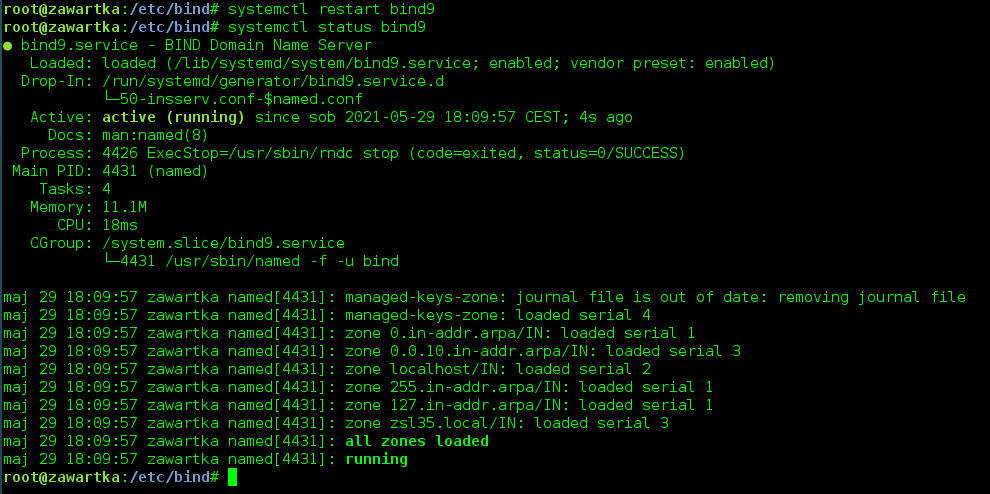 root@zawartka:/etc/bind# systemctl restart bind9
root@zawartka:/etc/bind# systemctl status bind9
● bind9.service - BIND Domain Name Server
   Loaded: loaded (/lib/systemd/system/bind9.service; enabled; vendor preset: enabled)
  Drop-In: /run/systemd/generator/bind9.service.d
           └─50-insserv.conf-$named.conf
   Active: active (running) since sob 2021-05-29 18:09:57 CEST; 4s ago
     Docs: man:named(8)
  Process: 4426 ExecStop=/usr/sbin/rndc stop (code=exited, status=0/SUCCESS)
 Main PID: 4431 (named)
    Tasks: 4
   Memory: 11.1M
      CPU: 18ms
   CGroup: /system.slice/bind9.service
           └─4431 /usr/sbin/named -f -u bind

maj 29 18:09:57 zawartka named[4431]: managed-keys-zone: journal file is out of date: removing journal file
maj 29 18:09:57 zawartka named[4431]: managed-keys-zone: loaded serial 4
maj 29 18:09:57 zawartka named[4431]: zone 0.in-addr.arpa/IN: loaded serial 1
maj 29 18:09:57 zawartka named[4431]: zone 0.0.10.in-addr.arpa/IN: loaded serial 3
maj 29 18:09:57 zawartka named[4431]: zone localhost/IN: loaded serial 2
maj 29 18:09:57 zawartka named[4431]: zone 255.in-addr.arpa/IN: loaded serial 1
maj 29 18:09:57 zawartka named[4431]: zone 127.in-addr.arpa/IN: loaded serial 1
maj 29 18:09:57 zawartka named[4431]: zone zsl35.local/IN: loaded serial 3
maj 29 18:09:57 zawartka named[4431]: all zones loaded
maj 29 18:09:57 zawartka named[4431]: running
root@zawartka:/etc/bind#